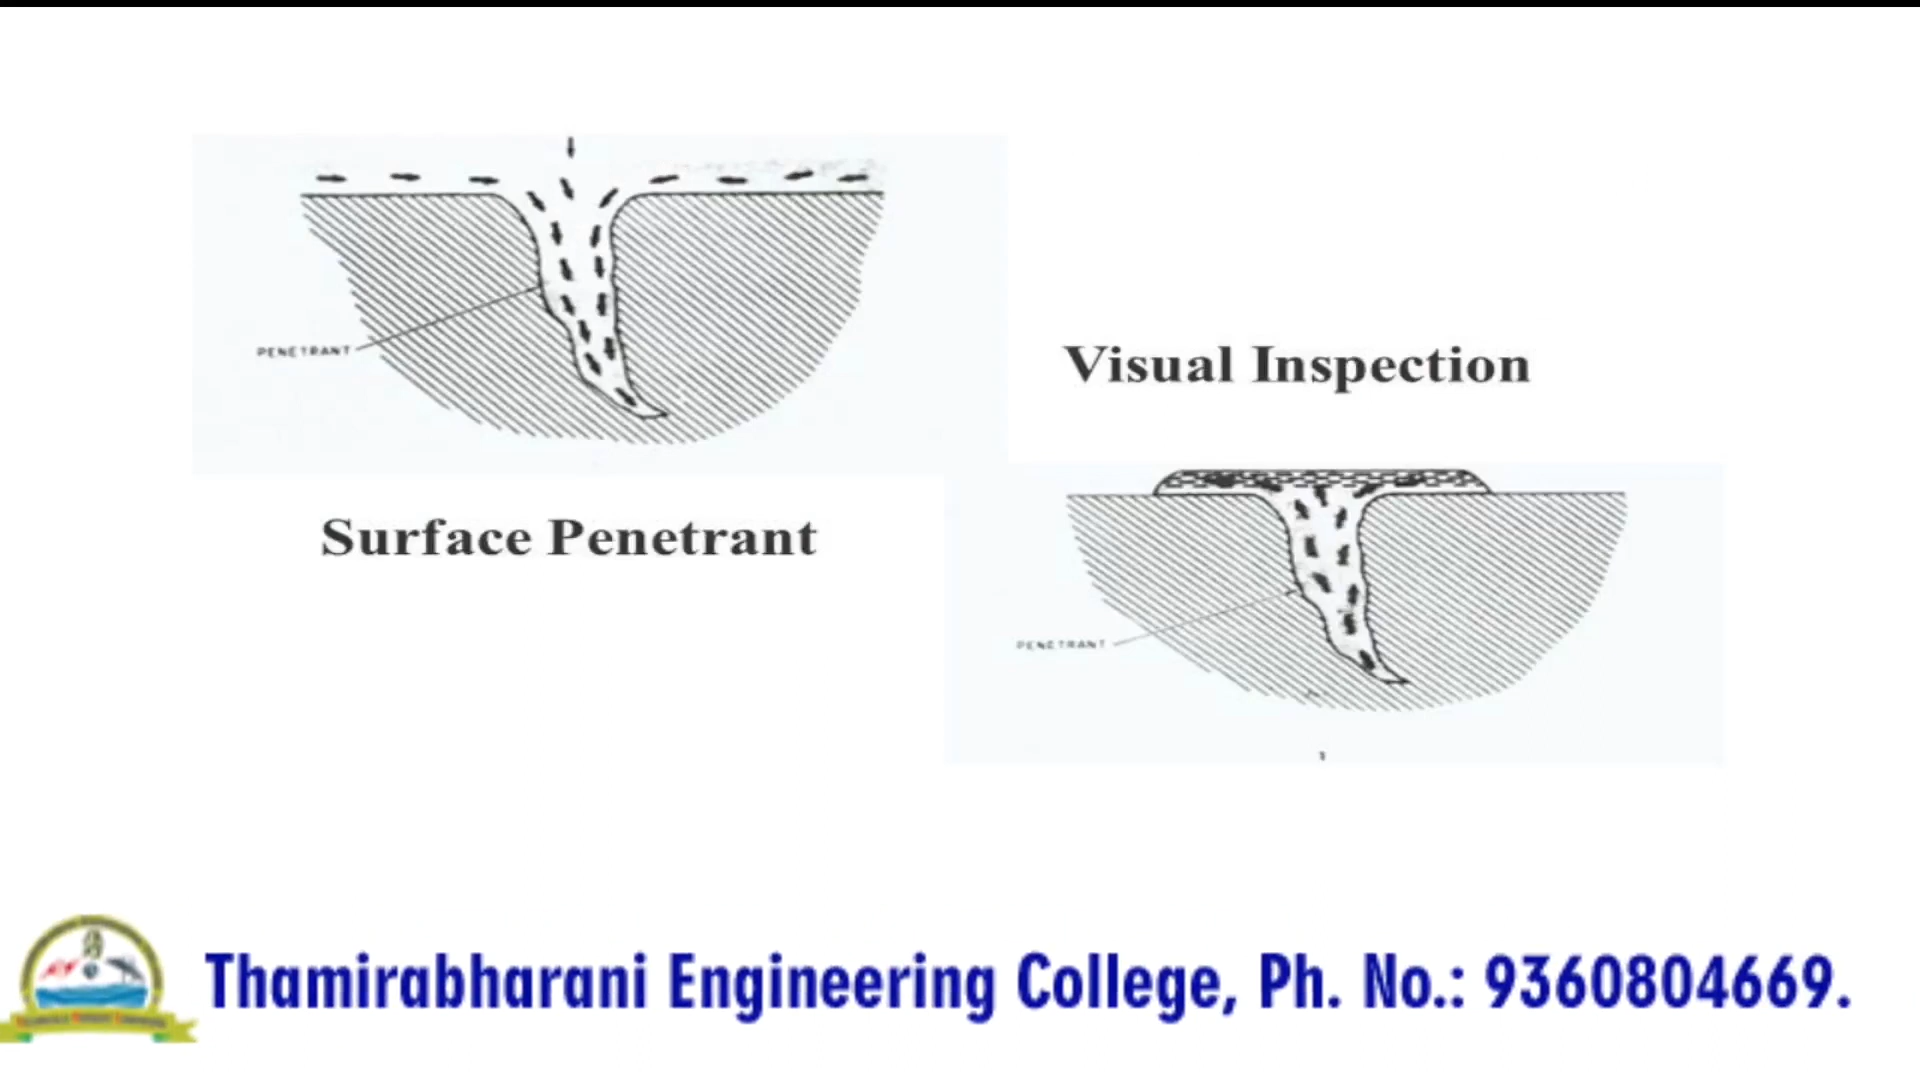 PENETRANT
Surface Penetrant
Visual Inspection
PENETRANT
Thamirabharani Engineering College, Ph. No.: 9360804669.